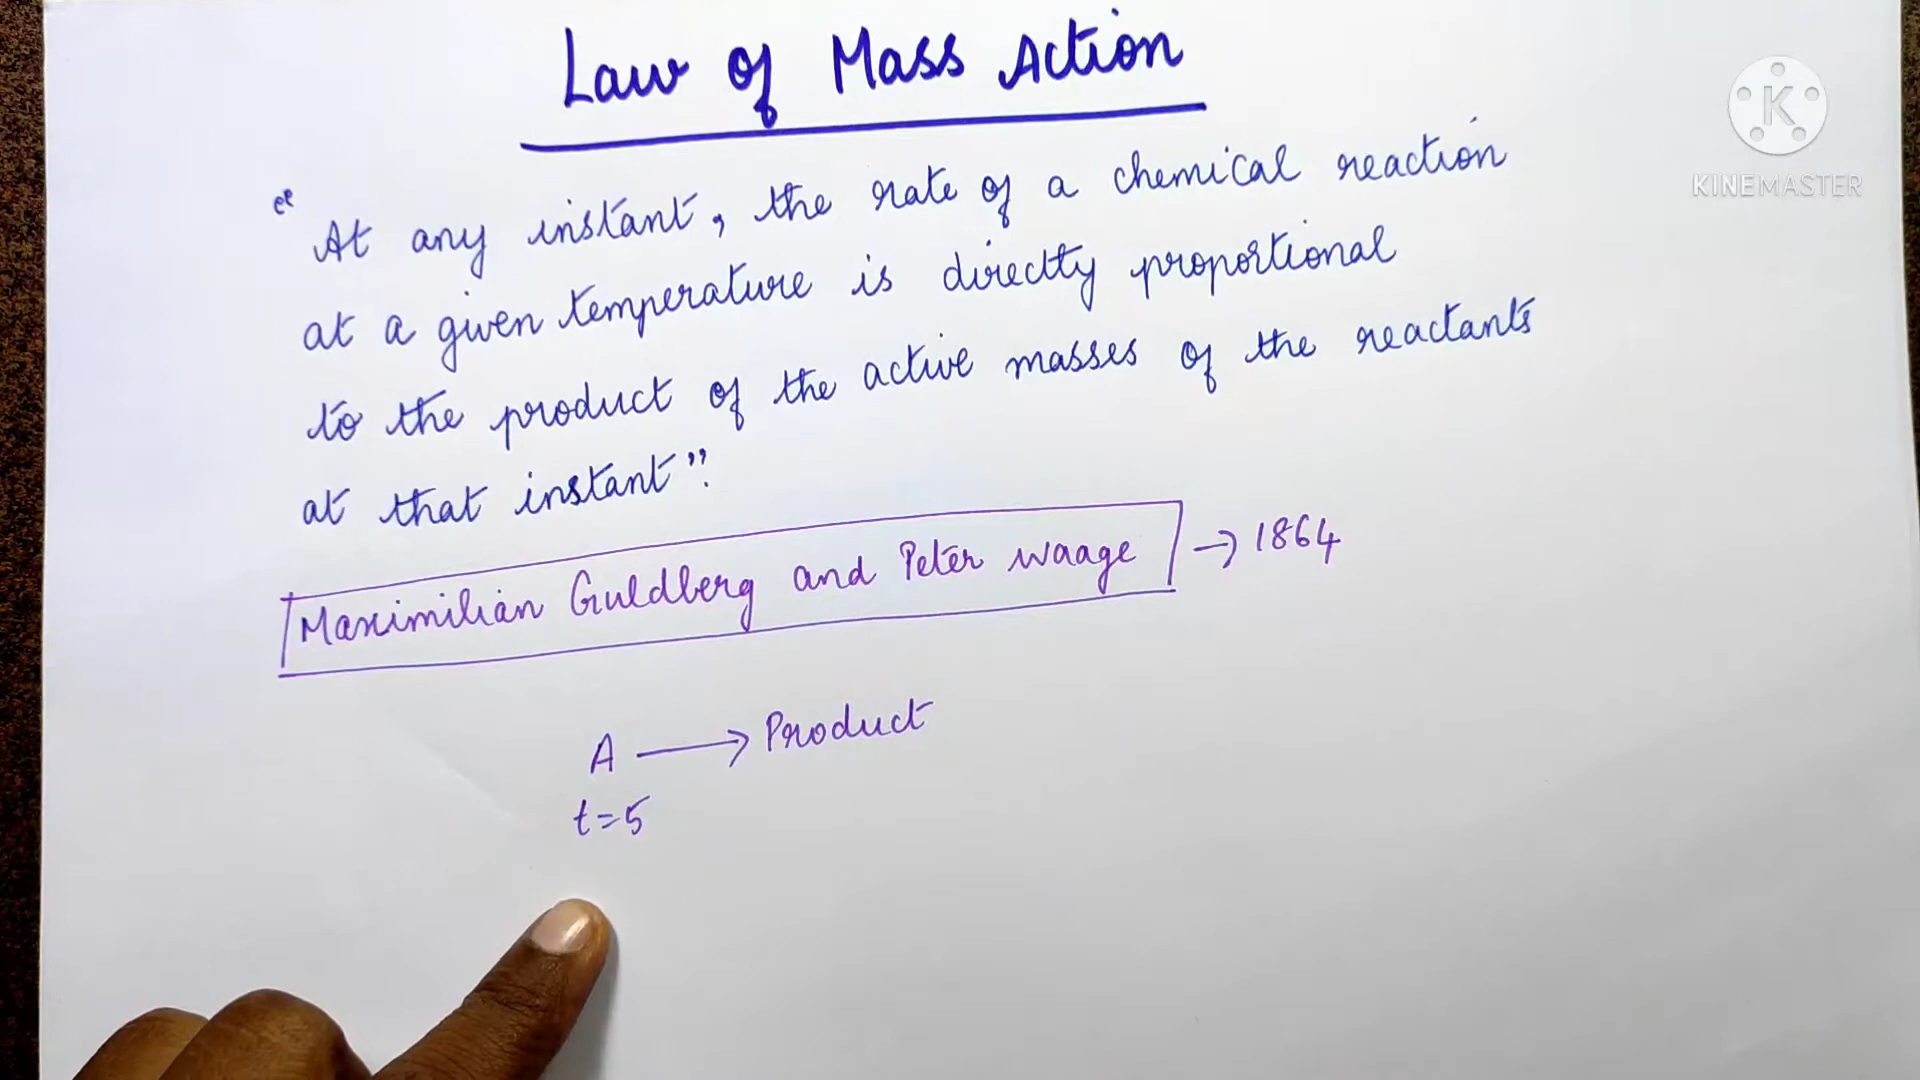 Law of Mass Action
K
KINEMASTER
"At any instant, the rate of a chemical reaction
at a given temperature is directly proportional
to the product of the active masses of the reactants
at that instant".
Maximilian Guldberg and Peter waage → 1864
A → Product
t=5